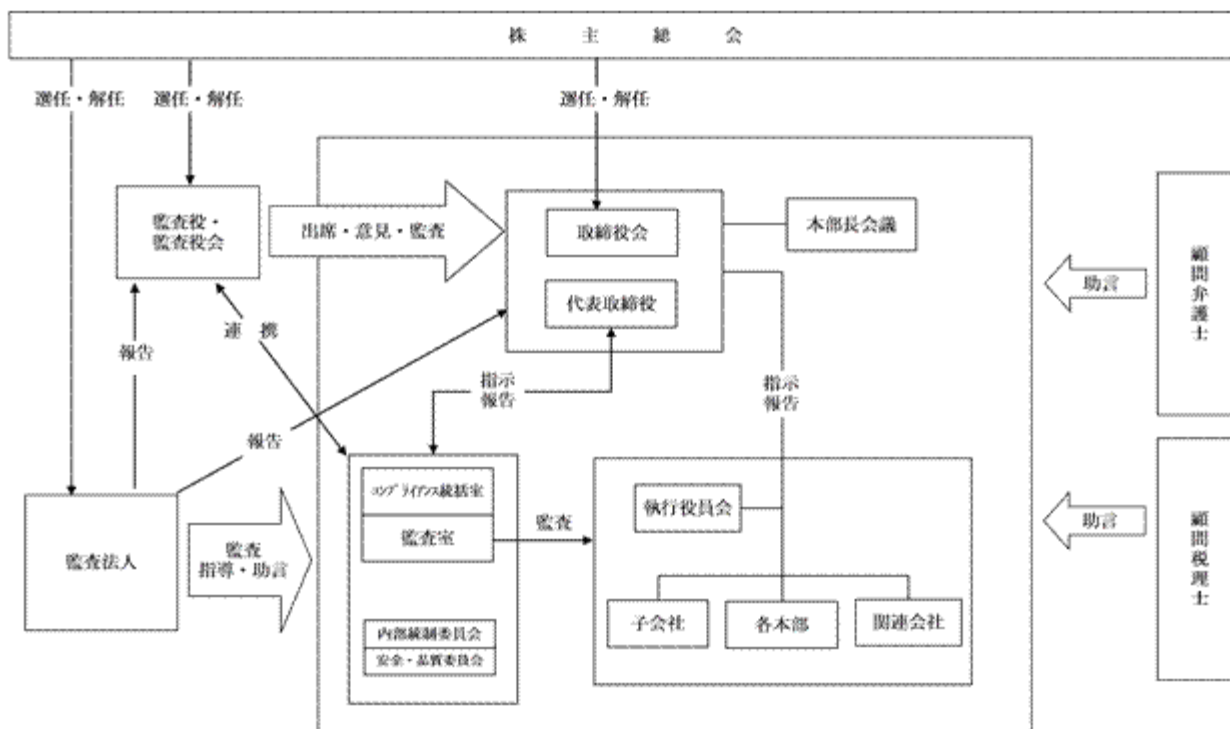 株主総会
選任・解任
選任・解任
選任・解任
監査役・
監査役会
出席・意見・監査
取締役会
代表取締役
本部長会議
顧問弁護士
助言
連携
報告
指示
報告
指示
報告
報告
コンプライアンス統括室
監査室
監査
執行役員会
助言
顧問税理士
監査法人
監査
指導・助言
内部統制委員会
安全・品質委員会
子会社
各本部
関連会社